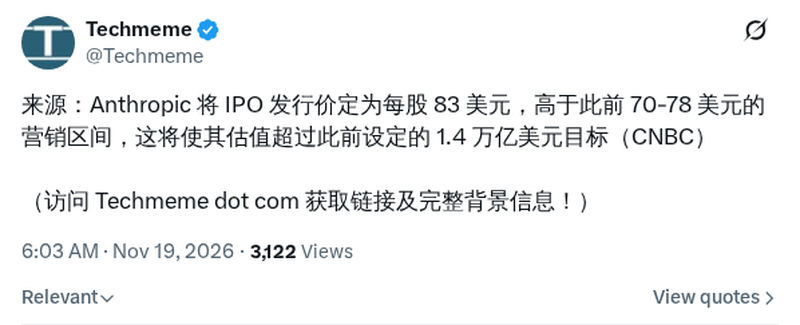 Techmeme
@Techmeme
来源：Anthropic 将 IPO 发行价定为每股 83 美元，高于此前 70-78 美元的
营销区间，这将使其估值超过此前设定的 1.4 万亿美元目标（CNBC）
（访问 Techmeme dot com 获取链接及完整背景信息！）
6:03 AM · Nov 19, 2026 · 3,122 Views
Relevant
View quotes